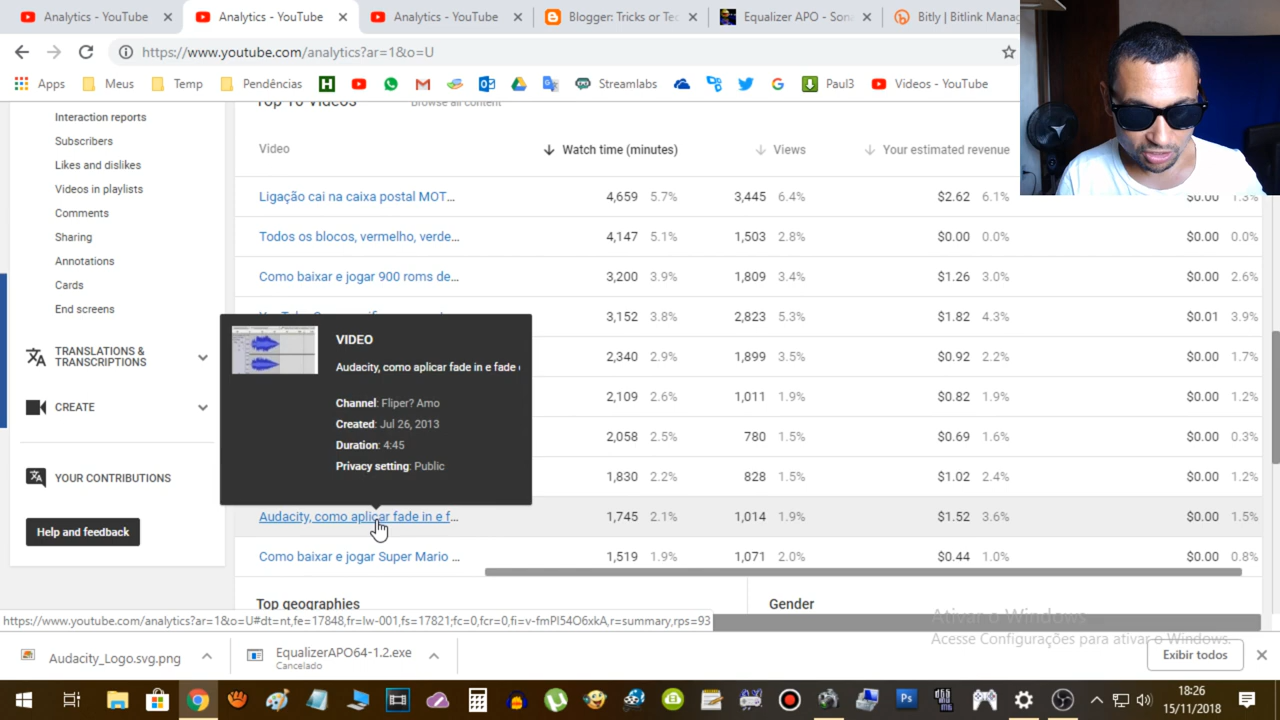 Analytics - YouTube
Analytics - YouTube
Analytics - YouTube
Blogger: Tricks or Te
Equalizer APO - Son
Bitly | Bitlink Mana
https://www.youtube.com/analytics?ar=1&o=U
Apps
Meus
Temp
Pendências
Streamlabs
Paul3
Videos - YouTube
Top 10 Videos
Browse all content
Interaction reports
Subscribers
Likes and dislikes
Videos in playlists
Comments
Sharing
Annotations
Cards
End screens
TRANSLATIONS &
TRANSCRIPTIONS
CREATE
YOUR CONTRIBUTIONS
Help and feedback
Video Watch time (minutes) Views Your estimated revenue
Ligação cai na caixa postal MOT... 4,659 5.7% 3,445 6.4% $2.62 6.1% $0.00 1.3%
Todos os blocos, vermelho, verde... 4,147 5.1% 1,503 2.8% $0.00 0.0% $0.00 0.0%
Como baixar e jogar 900 roms de... 3,200 3.9% 1,809 3.4% $1.26 3.0% $0.00 2.6%
3,152 3.8% 2,823 5.3% $1.82 4.3% $0.01 3.9%
2,340 2.9% 1,899 3.5% $0.92 2.2% $0.00 1.7%
2,109 2.6% 1,011 1.9% $0.82 1.9% $0.00 1.2%
2,058 2.5% 780 1.5% $0.69 1.6% $0.00 0.3%
1,830 2.2% 828 1.5% $1.02 2.4% $0.00 1.2%
Audacity, como aplicar fade in e f... 1,745 2.1% 1,014 1.9% $1.52 3.6% $0.00 1.5%
Como baixar e jogar Super Mario ... 1,519 1.9% 1,071 2.0% $0.44 1.0% $0.00 0.8%
VIDEO
Audacity, como aplicar fade in e fade
Channel: Fliper? Amo
Created: Jul 26, 2013
Duration: 4:45
Privacy setting: Public
Top geographies
Gender
https://www.youtube.com/analytics?ar=1&o=U#dt=nt,fe=17848,fr=lw-001,fs=17821;fc=0,fcr=0,fi=v-fmPI54O6xkA,r=summary,rps=93
Ativar o Windows
Acesse Configurações para ativar o Windows.
Audacity_Logo.svg.png
EqualizerAPO64-1.2.exe
Cancelado
Exibir todos
18:26
15/11/2018